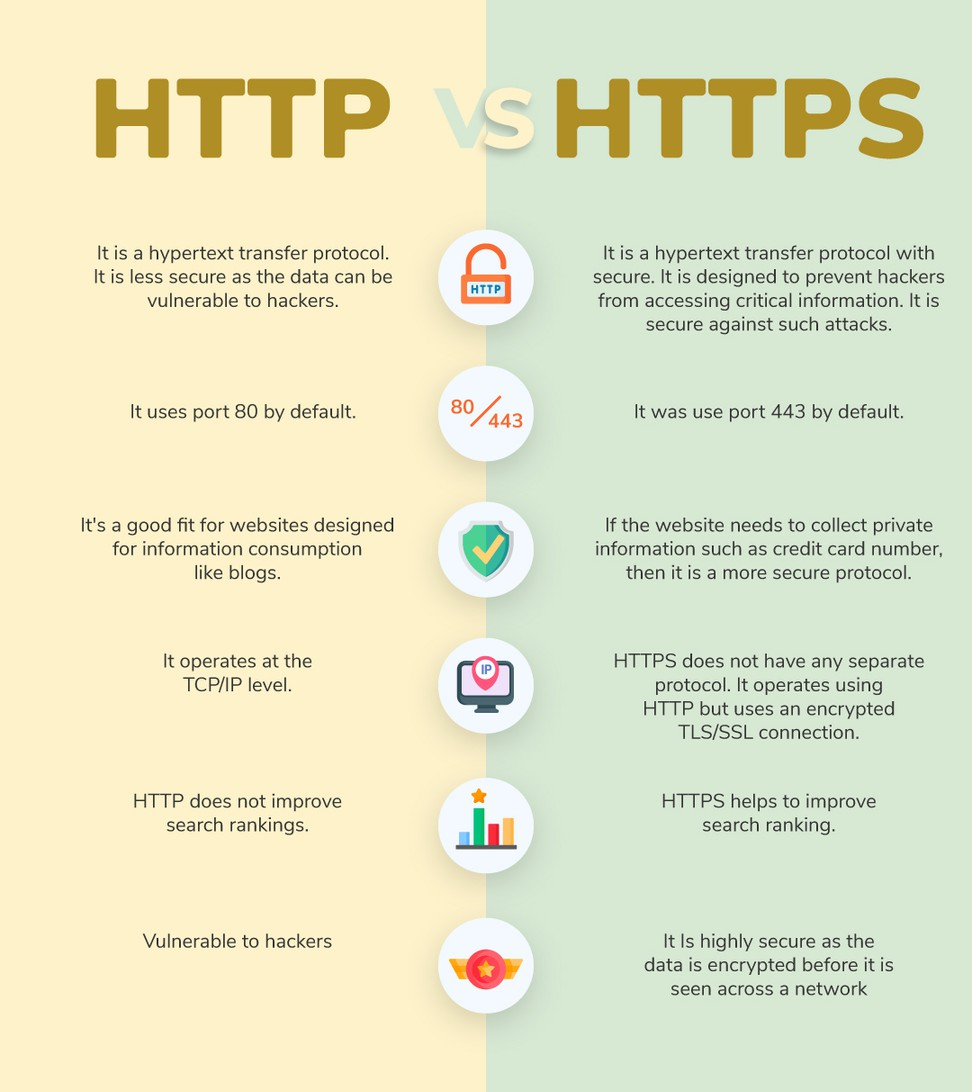 HTTP VS HTTPS
It is a hypertext transfer protocol.
It is less secure as the data can be
vulnerable to hackers.
HTTP
It is a hypertext transfer protocol with
secure. It is designed to prevent hackers
from accessing critical information. It is
secure against such attacks.
It uses port 80 by default.
80/443
It was use port 443 by default.
It's a good fit for websites designed
for information consumption
like blogs.
If the website needs to collect private
information such as credit card number,
then it is a more secure protocol.
It operates at the
TCP/IP level.
IP
HTTPS does not have any separate
protocol. It operates using
HTTP but uses an encrypted
TLS/SSL connection.
HTTP does not improve
search rankings.
HTTPS helps to improve
search ranking.
Vulnerable to hackers
It Is highly secure as the
data is encrypted before it is
seen across a network